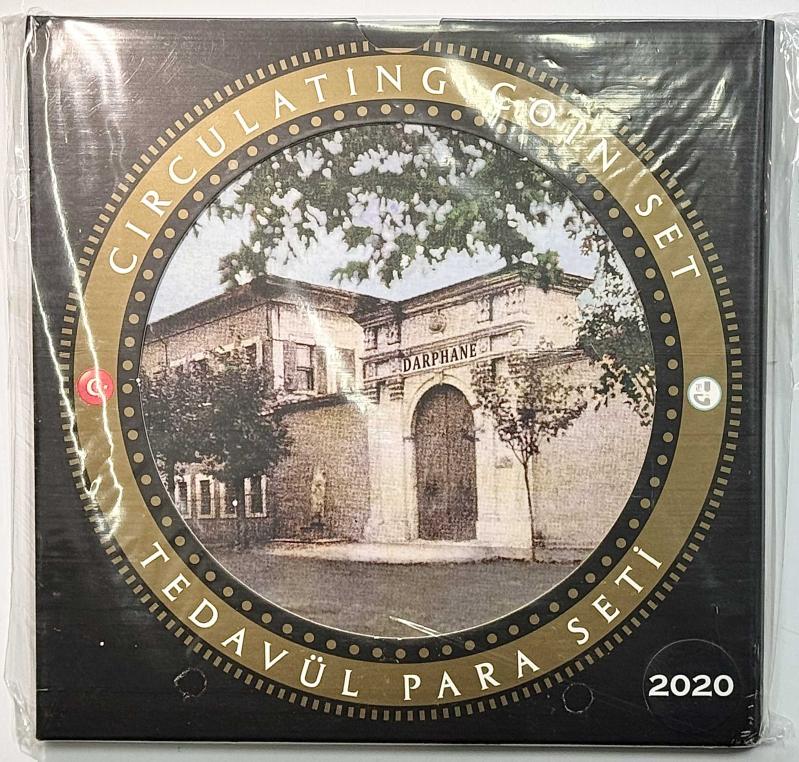 CIRCULATING COIN SET
DARPHANE
TEDAVÜL PARA SETİ
2020